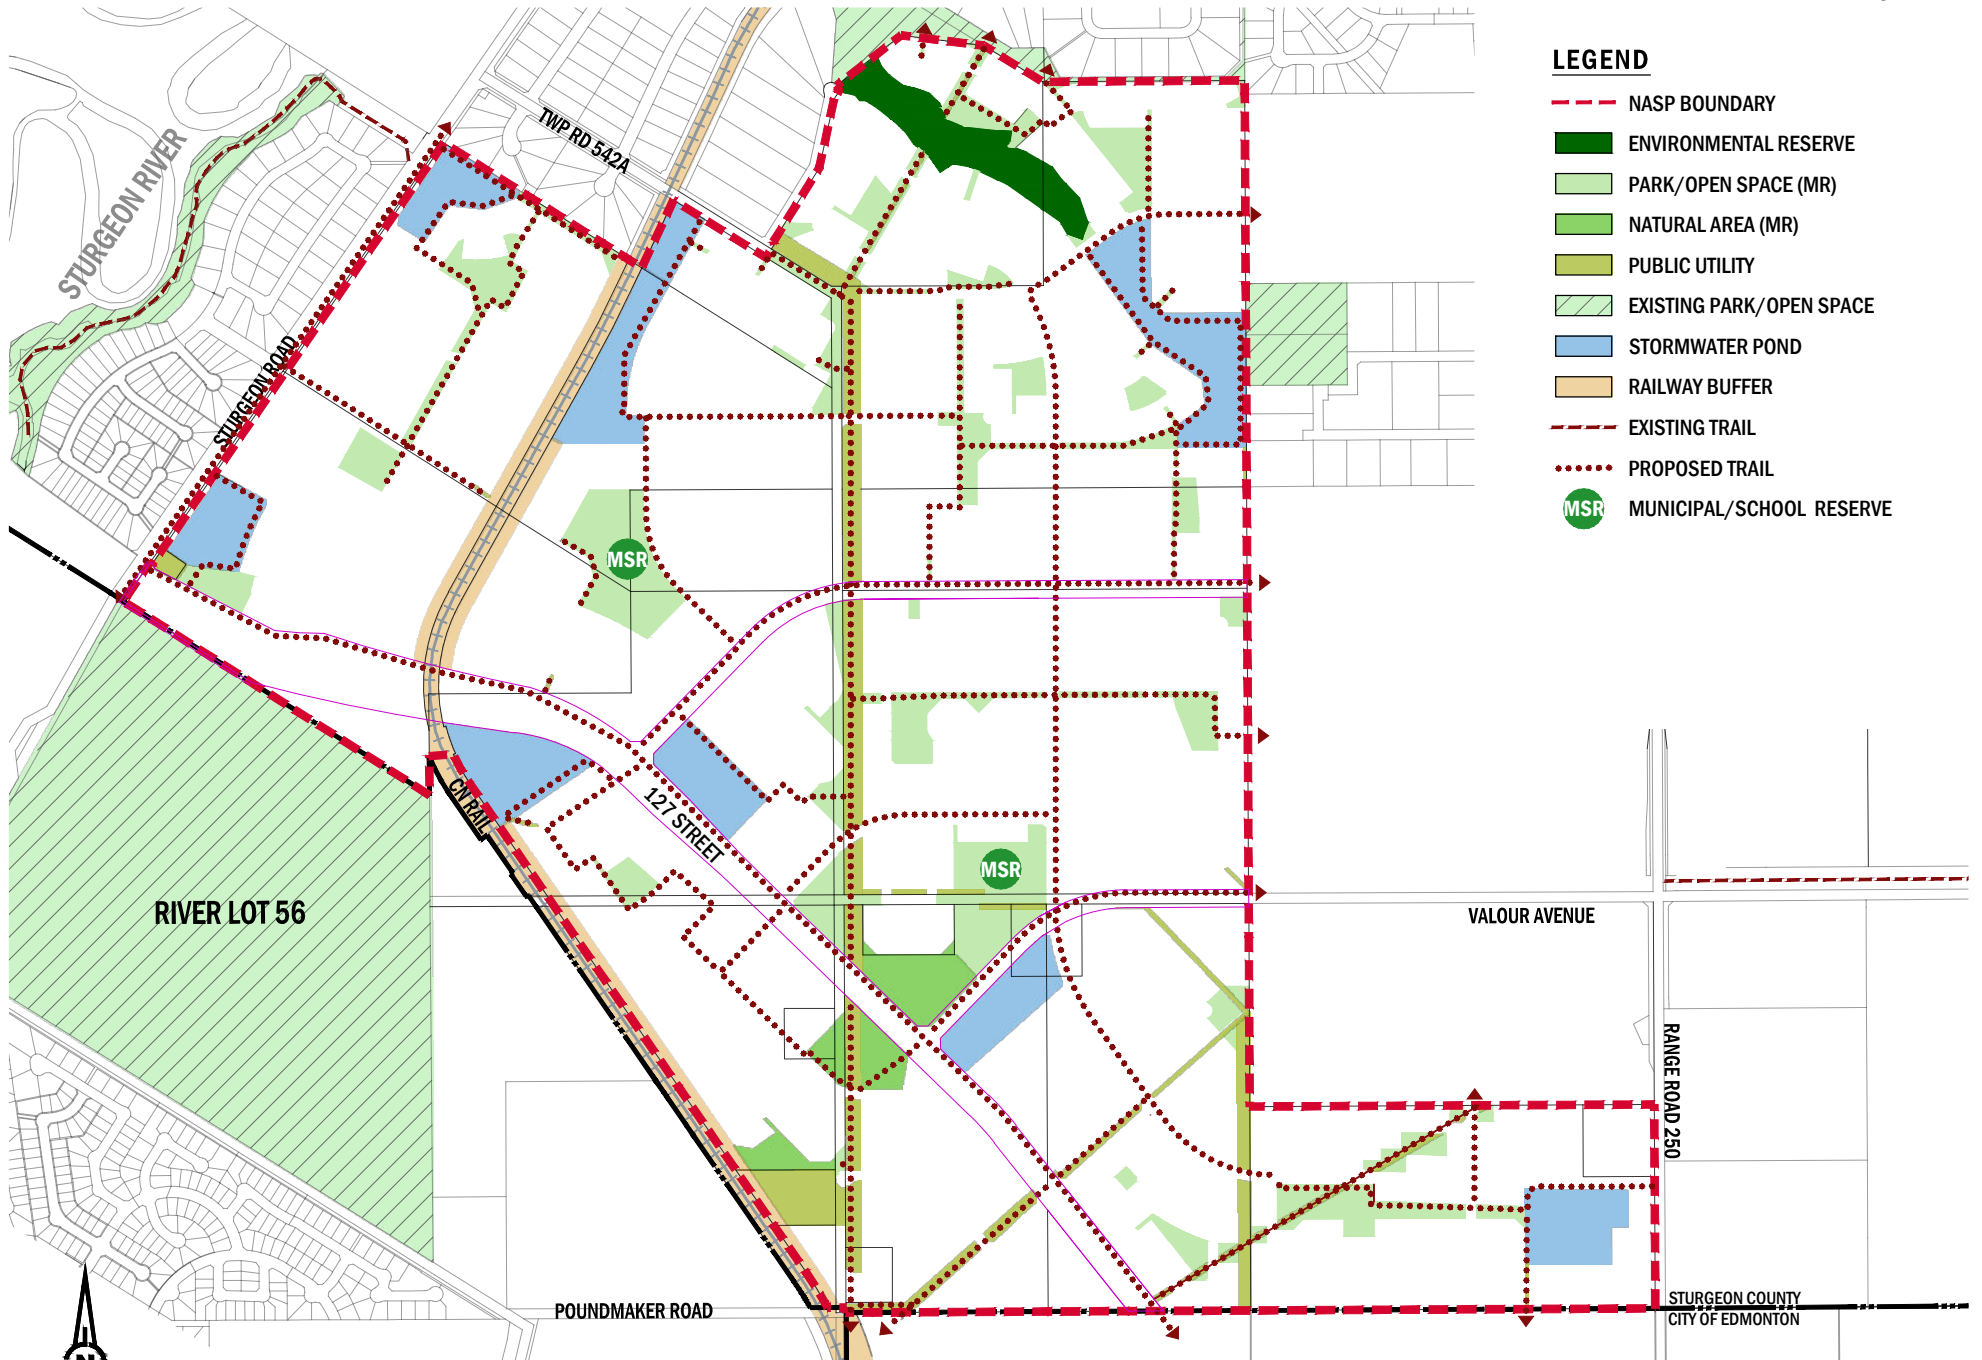 LEGEND
NASP BOUNDARY
ENVIRONMENTAL RESERVE
PARK/OPEN SPACE (MR)
NATURAL AREA (MR)
PUBLIC UTILITY
EXISTING PARK/OPEN SPACE
STORMWATER POND
RAILWAY BUFFER
EXISTING TRAIL
PROPOSED TRAIL
MSR
MUNICIPAL/SCHOOL RESERVE
TWP RD 542A
STURGEON RIVER
STURGEON ROAD
MSR
CN RAIL
127 STREET
MSR
RIVER LOT 56
VALOUR AVENUE
RANGE ROAD 250
POUNDMAKER ROAD
STURGEON COUNTY
CITY OF EDMONTON
N